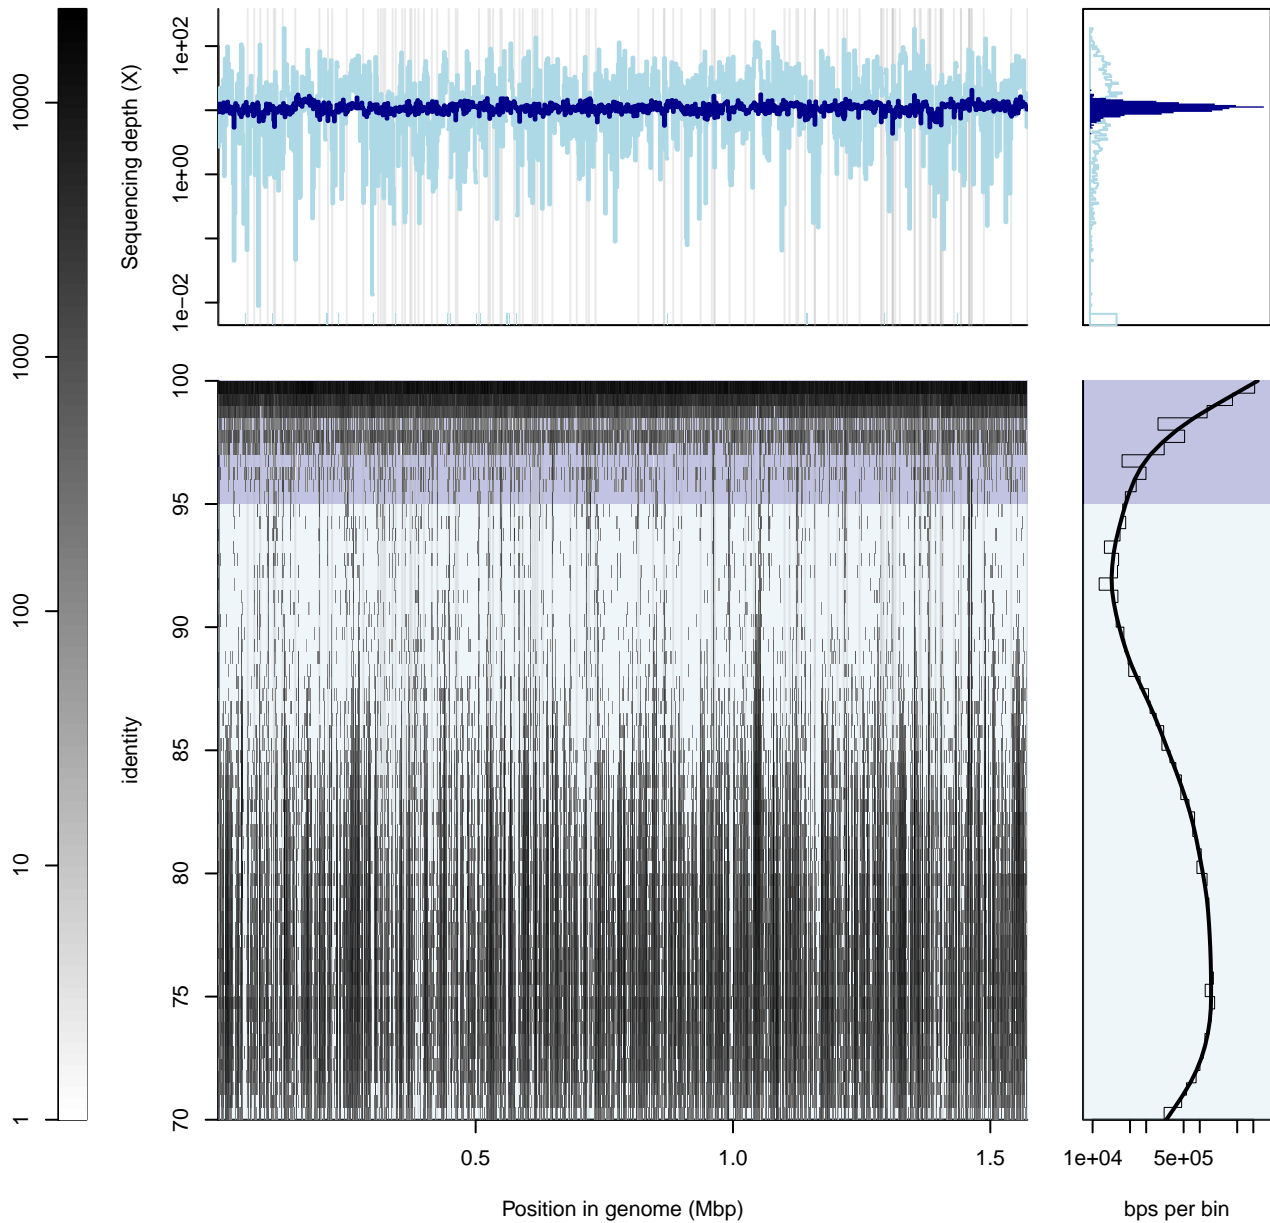 10000
1000
100
10
1
Sequencing depth (X)
1e+02
1e+00
1e−02
identity
100
95
90
85
80
75
70
0.5
1.0
1.5
Position in genome (Mbp)
1e+04
5e+05
bps per bin